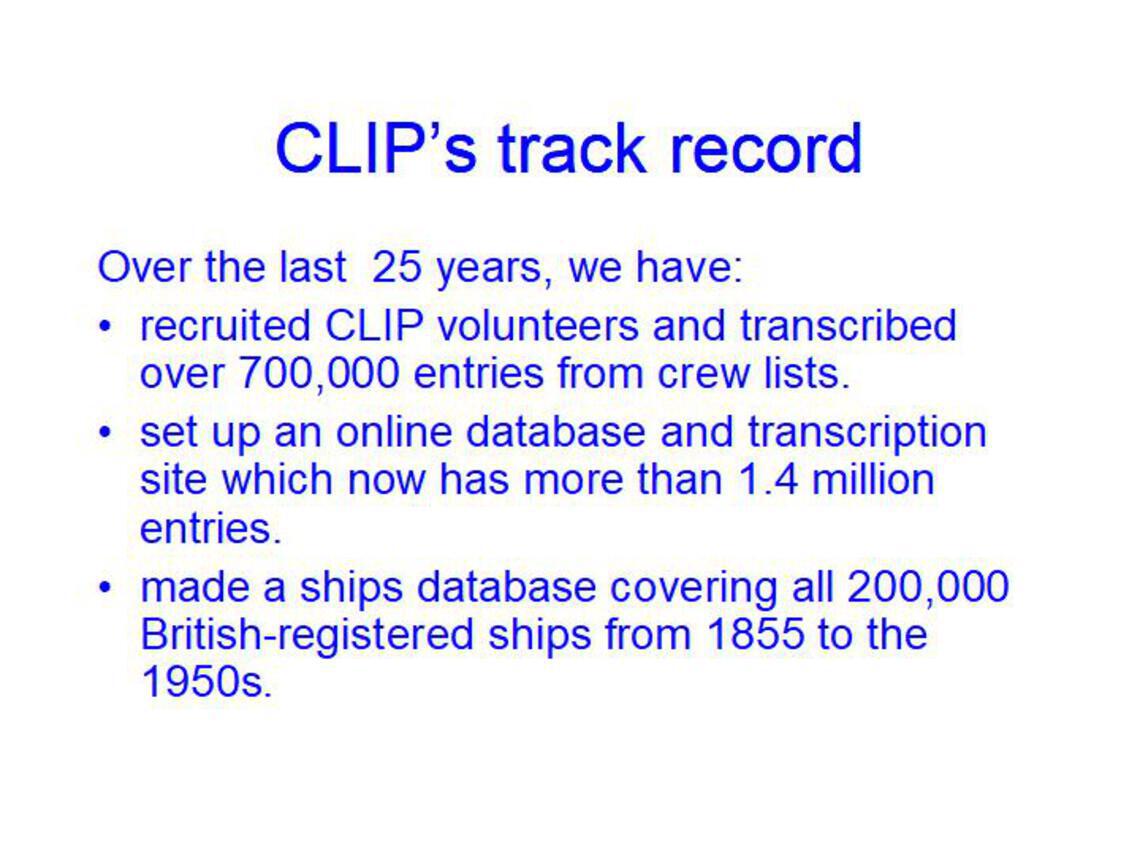 CLIP’s track record
Over the last  25 years, we have:
• recruited CLIP volunteers and transcribed
over 700,000 entries from crew lists.
• set up an online database and transcription
site which now has more than 1.4 million
entries.
• made a ships database covering all 200,000
British-registered ships from 1855 to the
1950s.